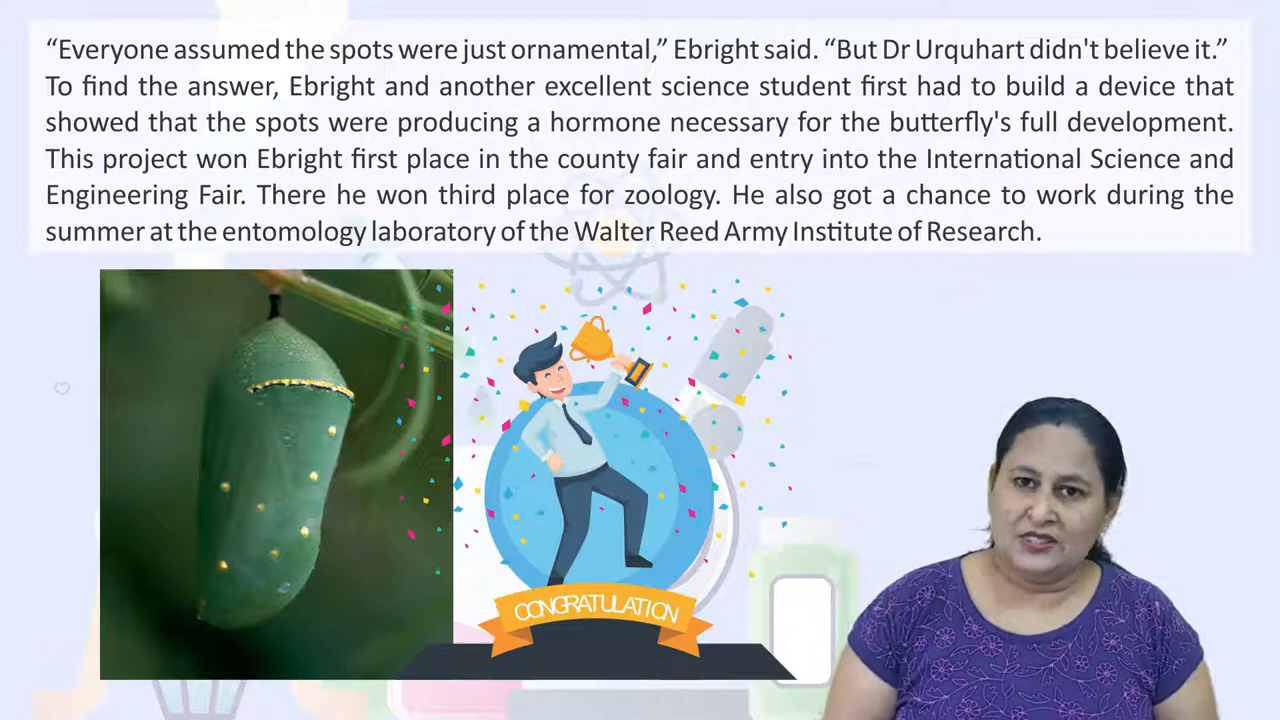 “Everyone assumed the spots were just ornamental,” Ebright said. “But Dr Urquhart didn't believe it.”
To find the answer, Ebright and another excellent science student first had to build a device that
showed that the spots were producing a hormone necessary for the butterfly's full development.
This project won Ebright first place in the county fair and entry into the International Science and
Engineering Fair. There he won third place for zoology. He also got a chance to work during the
summer at the entomology laboratory of the Walter Reed Army Institute of Research.
CONGRATULATION